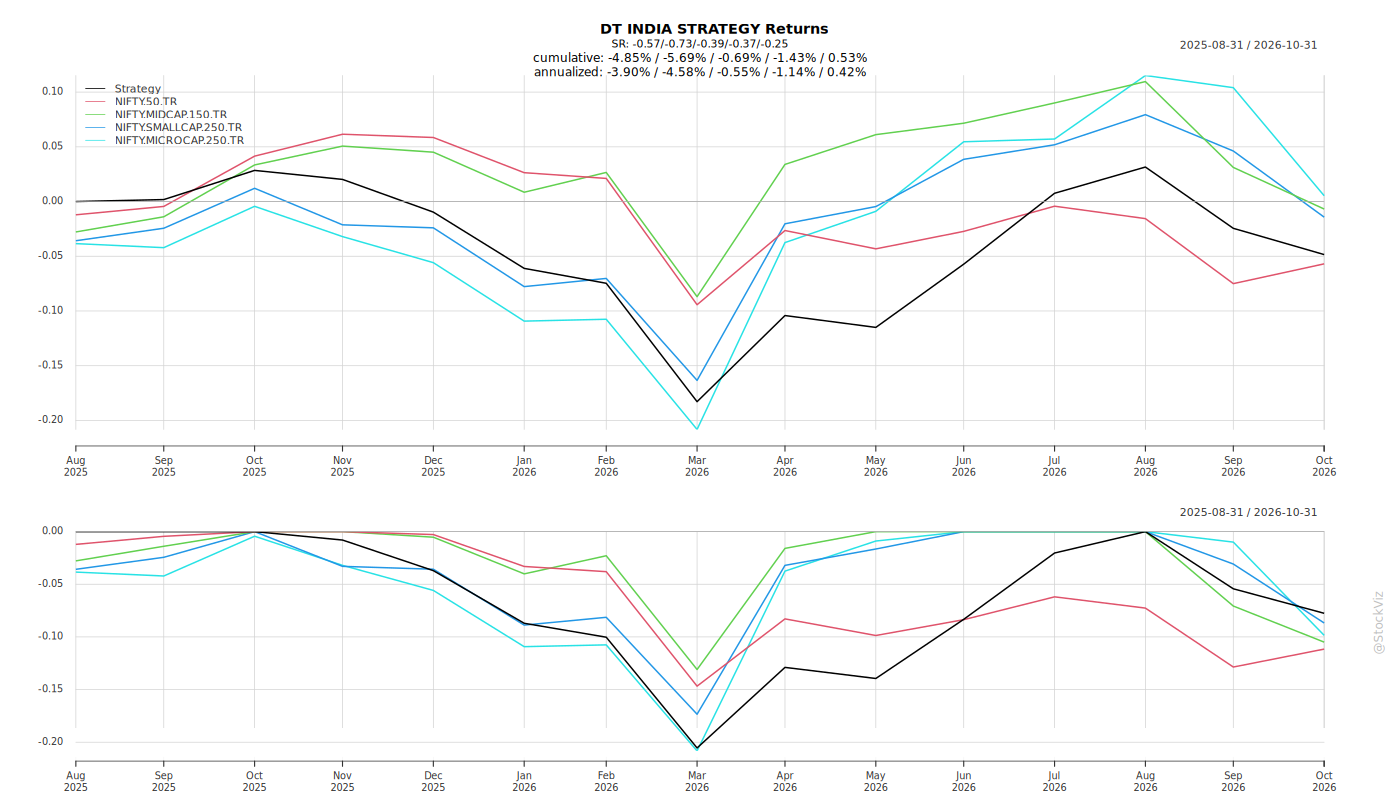 DT INDIA STRATEGY Returns
SR: -0.57/-0.73/-0.39/-0.37/-0.25
2025-08-31 / 2026-10-31
cumulative: -4.85% / -5.69% / -0.69% / -1.43% / 0.53%
annualized: -3.90% / -4.58% / -0.55% / -1.14% / 0.42%
Strategy
NIFTY.50.TR
NIFTY.MIDCAP.150.TR
NIFTY.SMALLCAP.250.TR
NIFTY.MICROCAP.250.TR
0.10
0.05
0.00
-0.05
-0.10
-0.15
-0.20
Aug Sep Oct Nov Dec Jan Feb Mar Apr May Jun Jul Aug Sep Oct
2025 2025 2025 2025 2025 2026 2026 2026 2026 2026 2026 2026 2026 2026 2026
2025-08-31 / 2026-10-31
0.00
-0.05
-0.10
-0.15
-0.20
Aug Sep Oct Nov Dec Jan Feb Mar Apr May Jun Jul Aug Sep Oct
2025 2025 2025 2025 2025 2026 2026 2026 2026 2026 2026 2026 2026 2026 2026
@StockViz